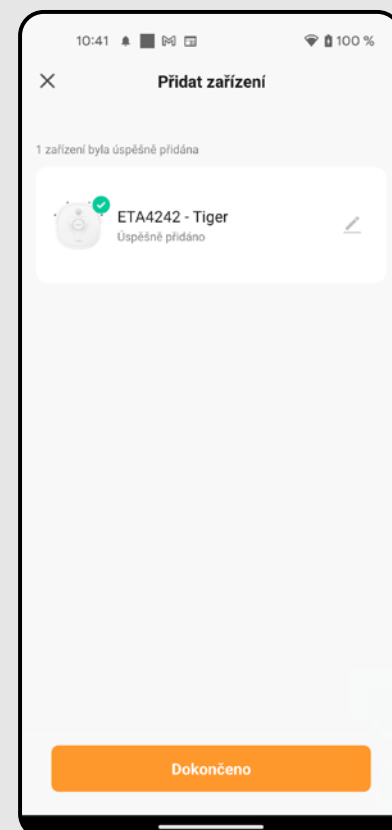 10:41
100 %
Přidat zařízení
1 zařízení byla úspěšně přidána
ETA4242 - Tiger
Úspěšně přidáno
Dokončeno